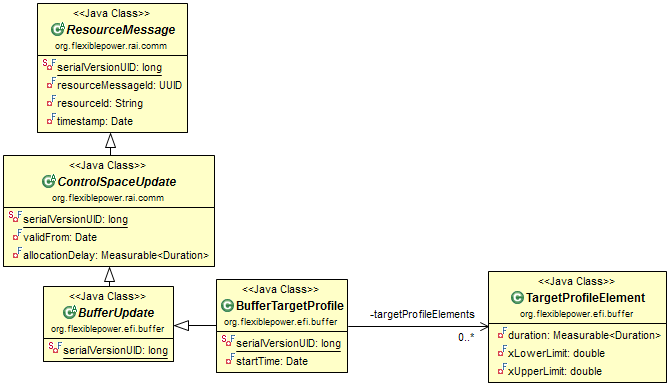 <<Java Class>>
ResourceMessage
org.flexiblepower.rai.comm
serialVersionUID: long
resourceMessageId: UUID
resourceId: String
timestamp: Date
<<Java Class>>
ControlSpaceUpdate
org.flexiblepower.rai.comm
serialVersionUID: long
validFrom: Date
allocationDelay: Measurable<Duration>
<<Java Class>>
BufferUpdate
org.flexiblepower.efi.buffer
serialVersionUID: long
<<Java Class>>
BufferTargetProfile
org.flexiblepower.efi.buffer
serialVersionUID: long
startTime: Date
-targetProfileElements
0..*
<<Java Class>>
TargetProfileElement
org.flexiblepower.efi.buffer
duration: Measurable<Duration>
xLowerLimit: double
xUpperLimit: double